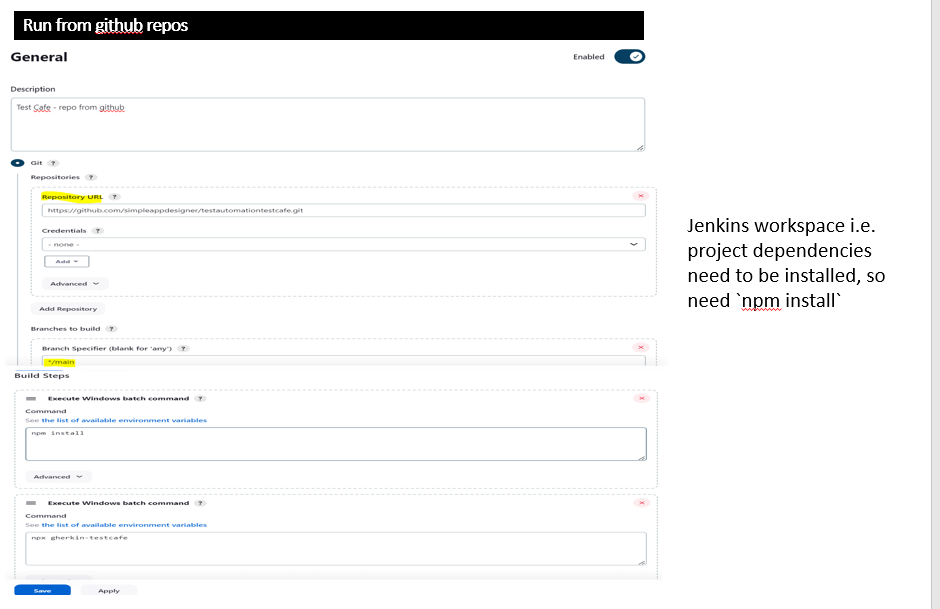 Run from github repos
General
Enabled
Description
Test Cafe - repo from github
Git ?
Repositories ?
Repository URL ?
https://github.com/simpleappdesigner/testautomationtestcafe.git
Credentials ?
- none -
Add
Advanced
Add Repository
Branches to build ?
Branch Specifier (blank for 'any') ?
*/main
Build Steps
Execute Windows batch command ?
Command
See the list of available environment variables
npm install
Advanced
Execute Windows batch command ?
Command
See the list of available environment variables
npx gherkin-testcafe
Save Apply
Jenkins workspace i.e.
project dependencies
need to be installed, so
need `npm install`